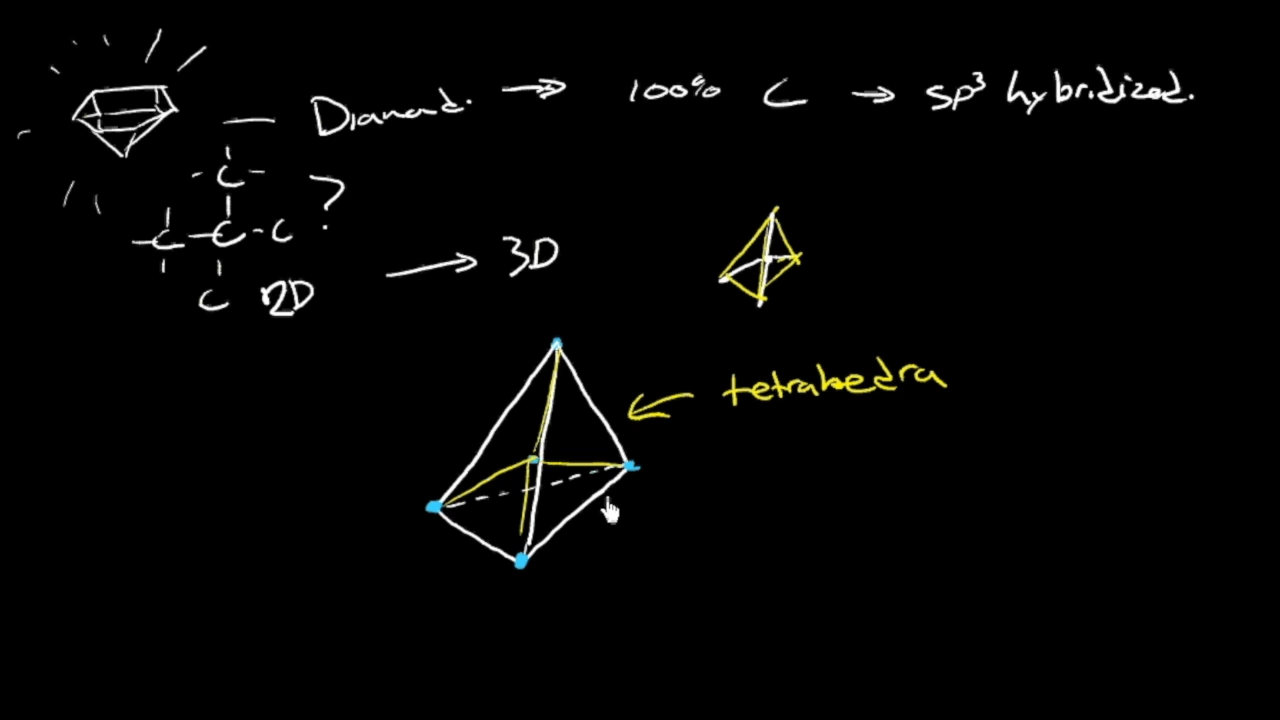 Diamond. → 100% C → sp³ hybridized.
- C -
?
- C - C - C
C 2D → 3D
tetrahedra